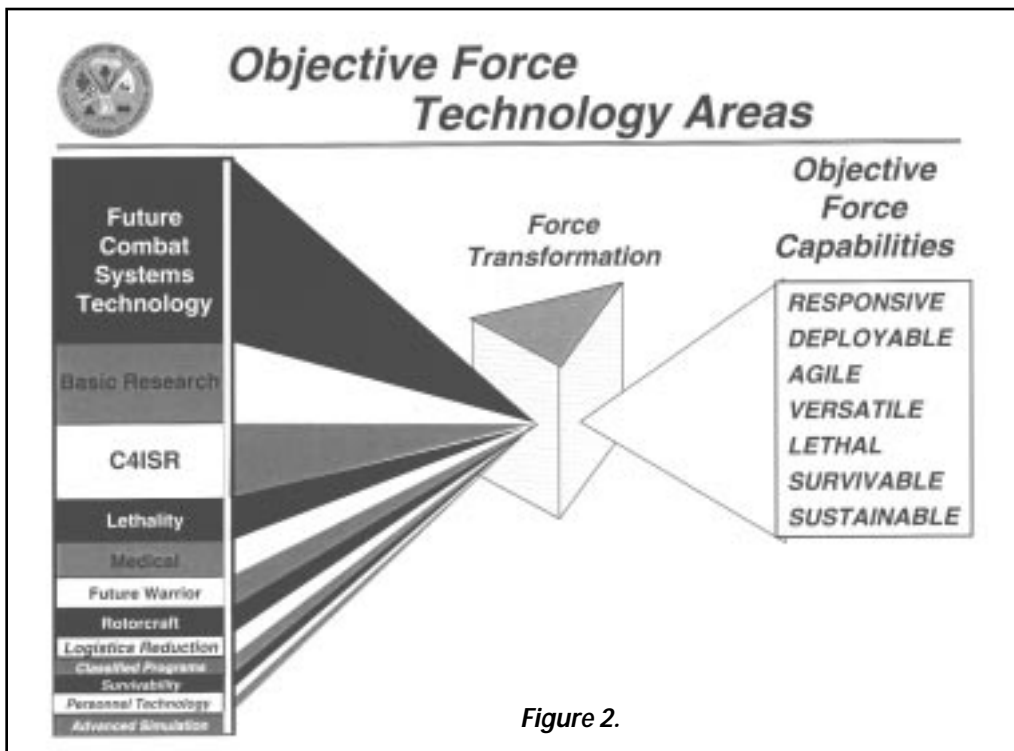 Objective Force
Technology Areas
Future
Combat
Systems
Technology
Basic Research
C4ISR
Lethality
Medical
Future Warrior
Rotorcraft
Logistics Reduction
Classified Programs
Survivability
Personnel Technology
Advanced Simulation
Force
Transformation
Objective
Force
Capabilities
RESPONSIVE
DEPLOYABLE
AGILE
VERSATILE
LETHAL
SURVIVABLE
SUSTAINABLE
Figure 2.